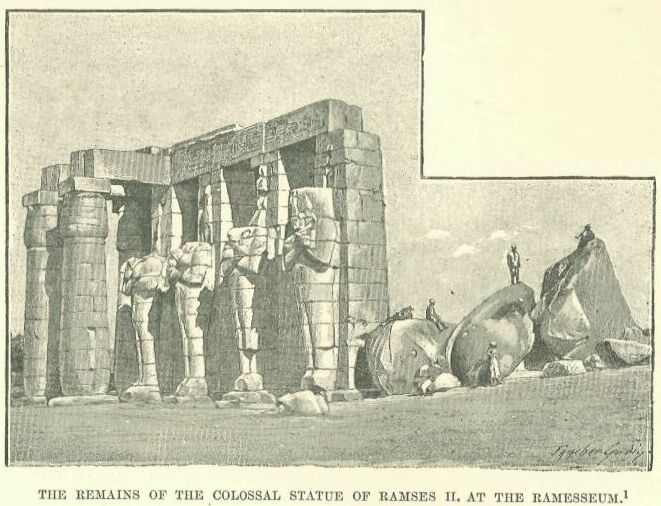 THE REMAINS OF THE COLOSSAL STATUE OF RAMSES II. AT THE RAMESSEUM.¹